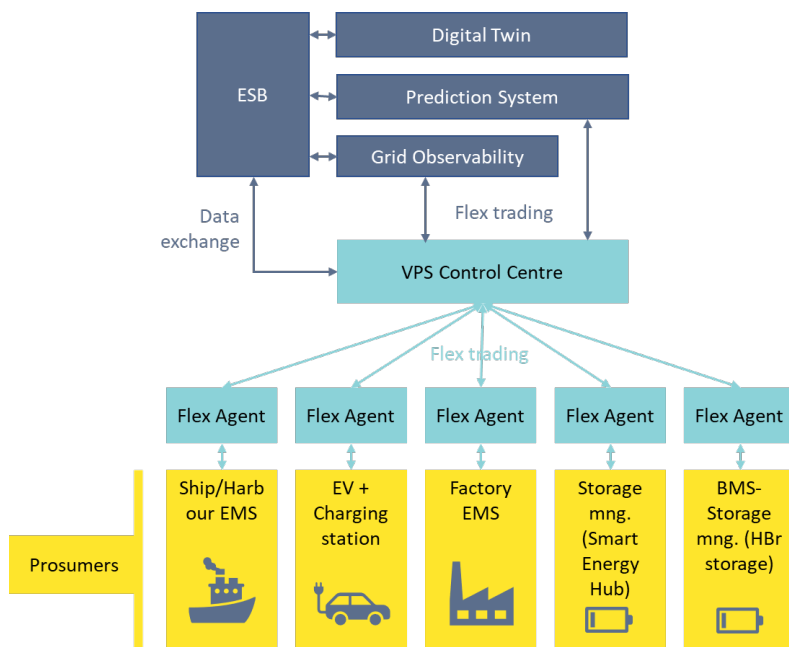 Digital Twin
ESB
Prediction System
Grid Observability
Data
exchange
Flex trading
VPS Control Centre
Flex trading
Flex Agent
Flex Agent
Flex Agent
Flex Agent
Flex Agent
Prosumers
Ship/Harb
our EMS
EV +
Charging
station
Factory
EMS
Storage
mng.
(Smart
Energy
Hub)
BMS-
Storage
mng. (HBr
storage)